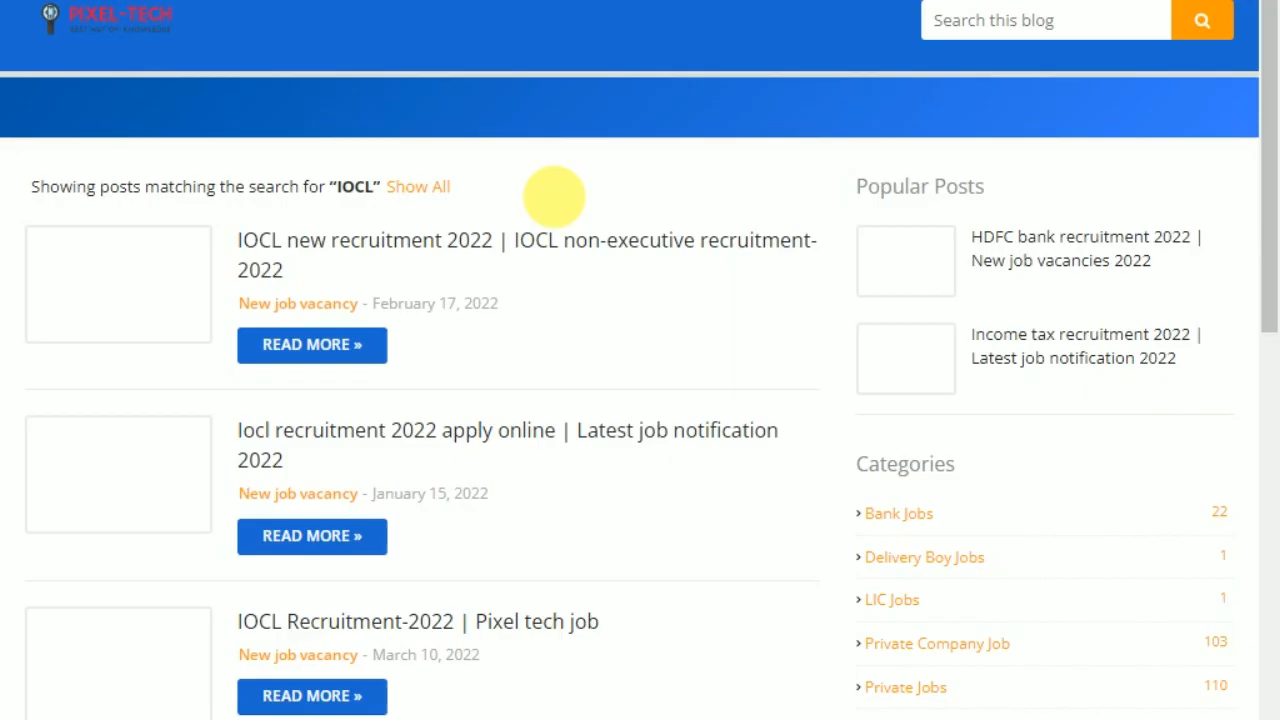 PIXEL-TECH
BEST WAY OF KNOWLEDGE
Search this blog
Showing posts matching the search for “IOCL” Show All
IOCL new recruitment 2022 | IOCL non-executive recruitment-
2022
New job vacancy - February 17, 2022
READ MORE »
Iocl recruitment 2022 apply online | Latest job notification
2022
New job vacancy - January 15, 2022
READ MORE »
IOCL Recruitment-2022 | Pixel tech job
New job vacancy - March 10, 2022
READ MORE »
Popular Posts
HDFC bank recruitment 2022 |
New job vacancies 2022
Income tax recruitment 2022 |
Latest job notification 2022
Categories
› Bank Jobs 22
› Delivery Boy Jobs 1
› LIC Jobs 1
› Private Company Job 103
› Private Jobs 110